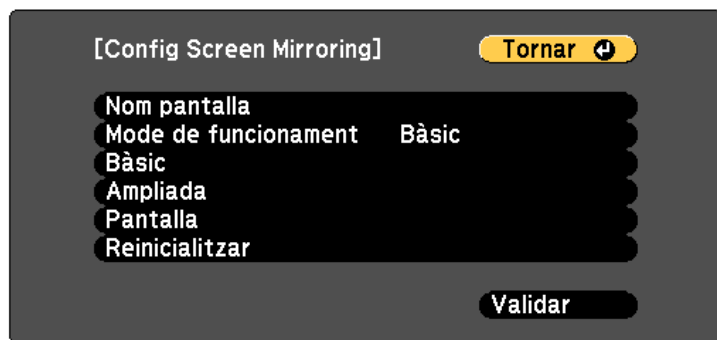 [Config Screen Mirroring] Tornar
Nom pantalla
Mode de funcionament Bàsic
Bàsic
Ampliada
Pantalla
Reinicialitzar
Validar